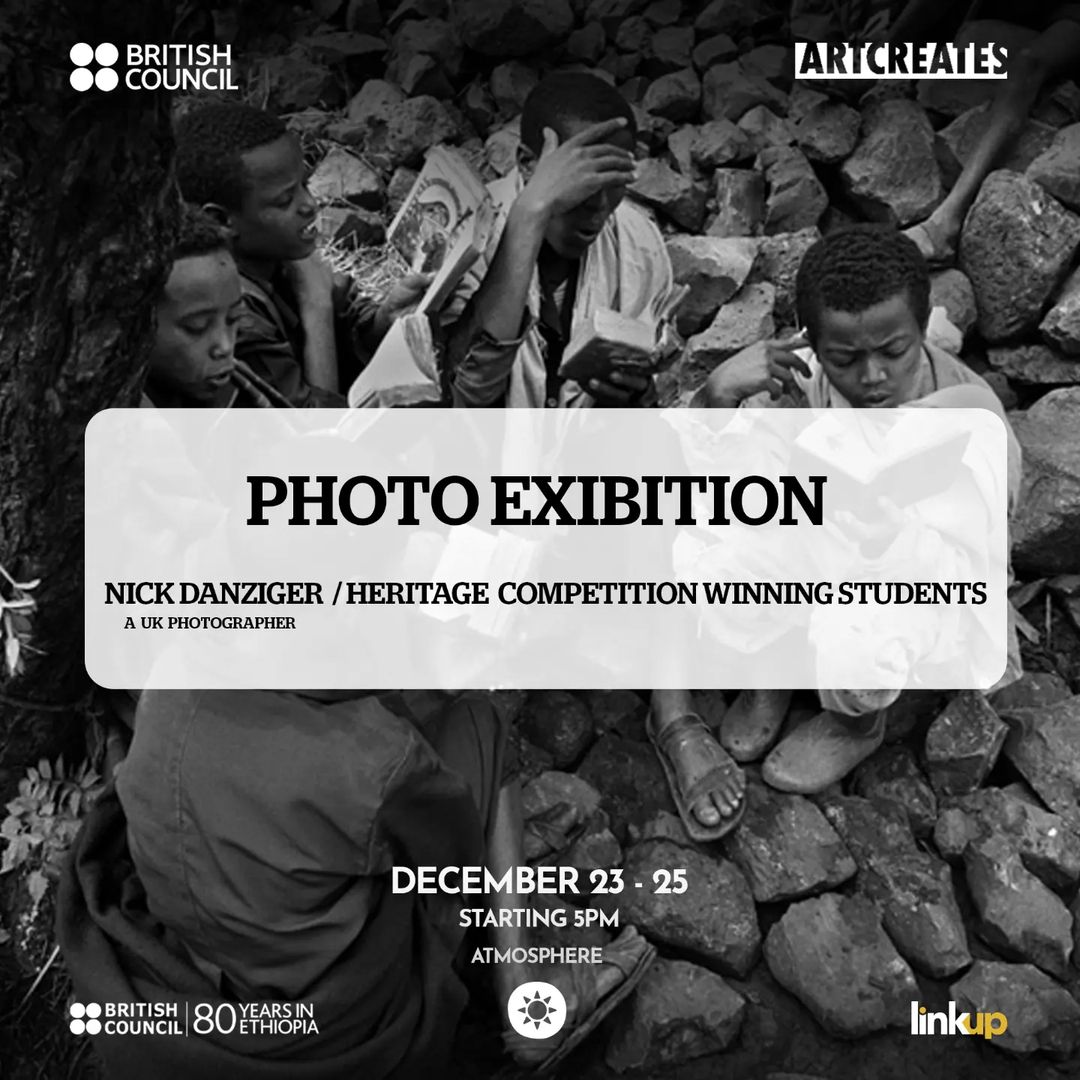 BRITISH
COUNCIL
ARTCREATES
PHOTO EXIBITION
NICK DANZIGER / HERITAGE COMPETITION WINNING STUDENTS
A UK PHOTOGRAPHER
DECEMBER 23 - 25
STARTING 5PM
ATMOSPHERE
BRITISH
COUNCIL
80 YEARS IN
ETHIOPIA
linkup